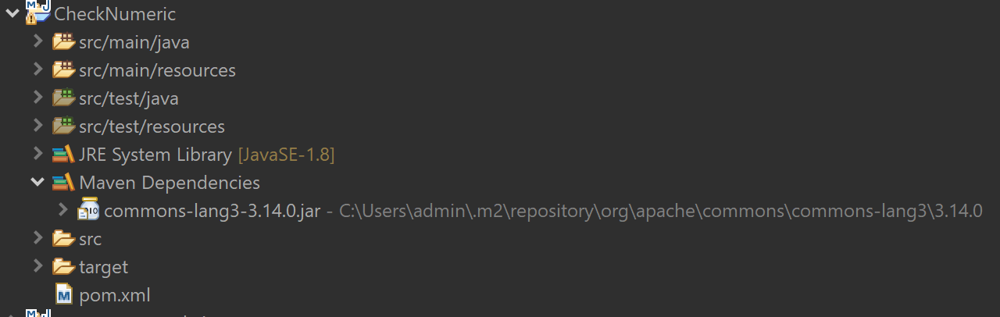 CheckNumeric
src/main/java
src/main/resources
src/test/java
src/test/resources
JRE System Library [JavaSE-1.8]
Maven Dependencies
commons-lang3-3.14.0.jar - C:\Users\admin\.m2\repository\org\apache\commons\commons-lang3\3.14.0
src
target
pom.xml